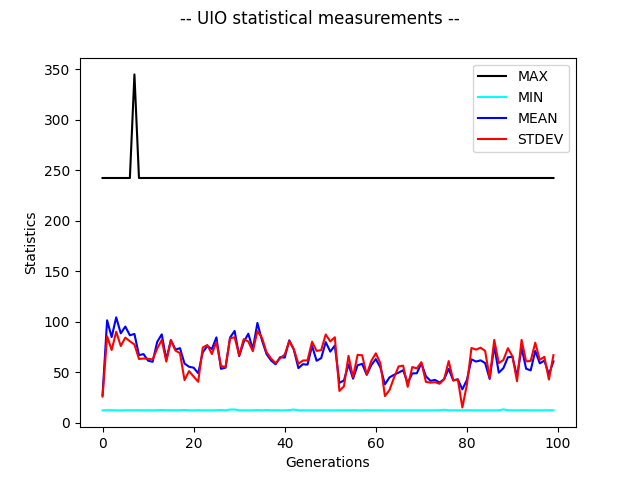 -- UIO statistical measurements --
350
300
250
200
150
100
50
0
Statistics
MAX
MIN
MEAN
STDEV
0 20 40 60 80 100
Generations